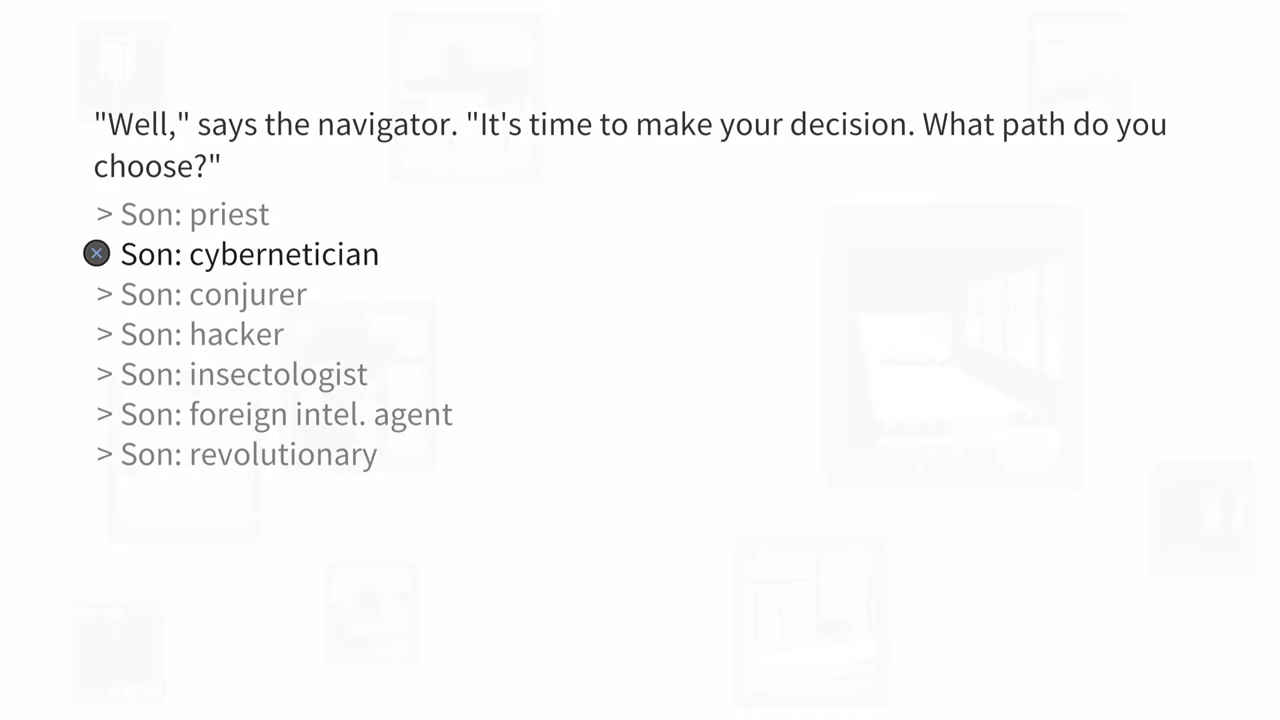 "Well," says the navigator. "It's time to make your decision. What path do you
choose?"
> Son: priest
Son: cybernetician
> Son: conjurer
> Son: hacker
> Son: insectologist
> Son: foreign intel. agent
> Son: revolutionary